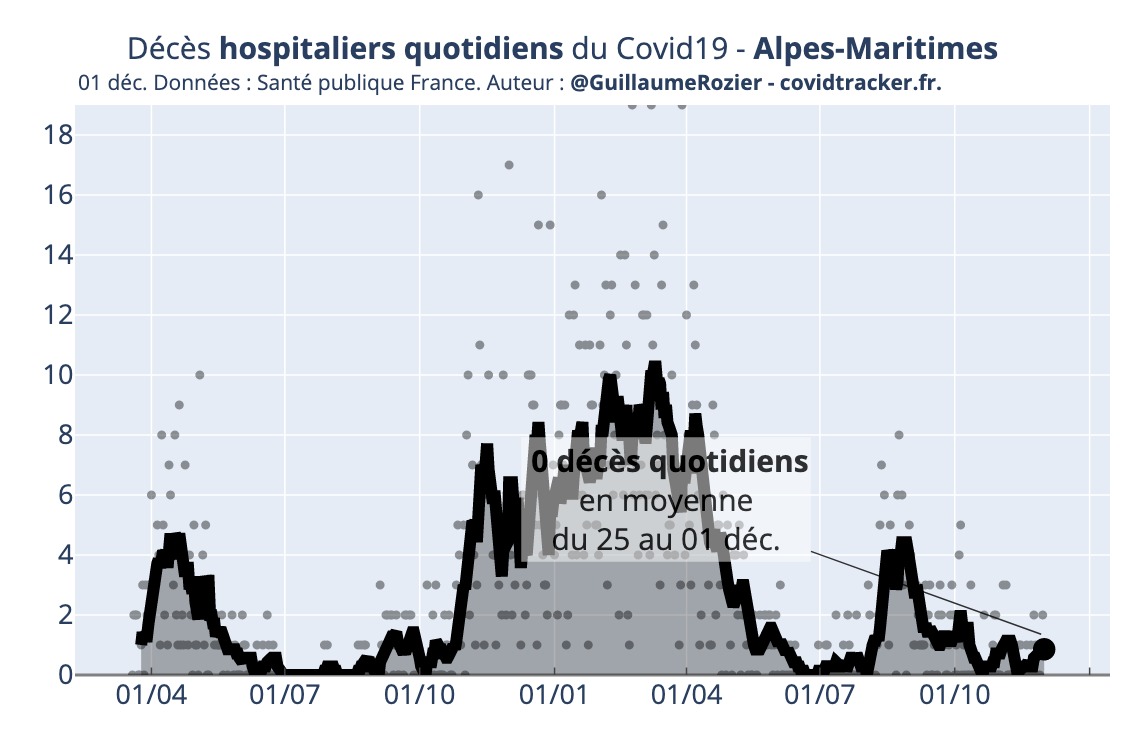 Décès hospitaliers quotidiens du Covid19 - Alpes-Maritimes
01 déc. Données : Santé publique France. Auteur : @GuillaumeRozier - covidtracker.fr.
18
16
14
12
10
8
6
4
2
0
0 décès quotidiens
en moyenne
du 25 au 01 déc.
01/04 01/07 01/10 01/01 01/04 01/07 01/10